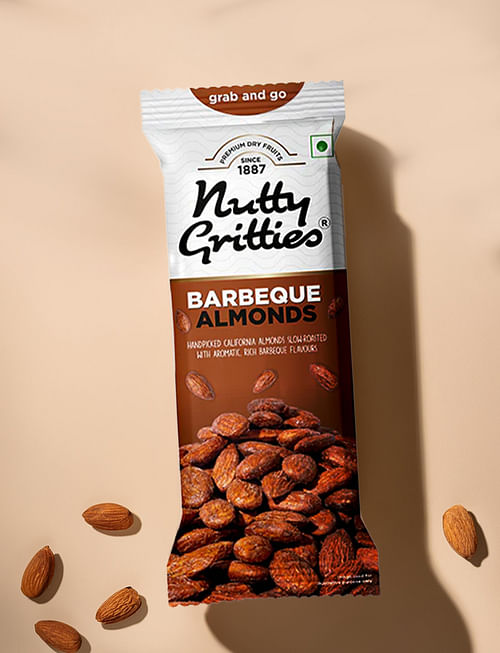 grab and go
PREMIUM DRY FRUITS
SINCE
1887
Nutty
Gritties®
BARBEQUE
ALMONDS
HANDPICKED CALIFORNIA ALMONDS SLOW ROASTED
WITH AROMATIC, RICH BARBEQUE FLAVOURS